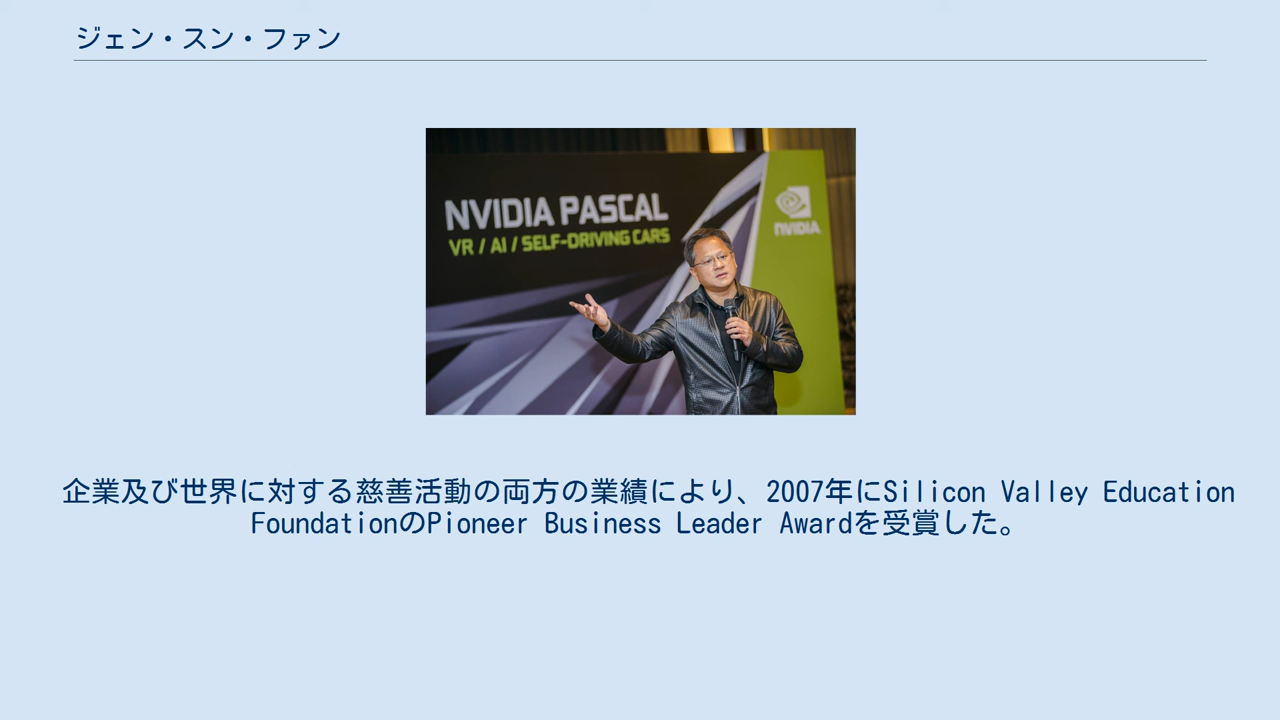 ジェン・スン・ファン
NVIDIA PASCAL
VR / AI / SELF-DRIVING CARS
NVIDIA
企業及び世界に対する慈善活動の両方の業績により、2007年にSilicon Valley Education
FoundationのPioneer Business Leader Awardを受賞した。